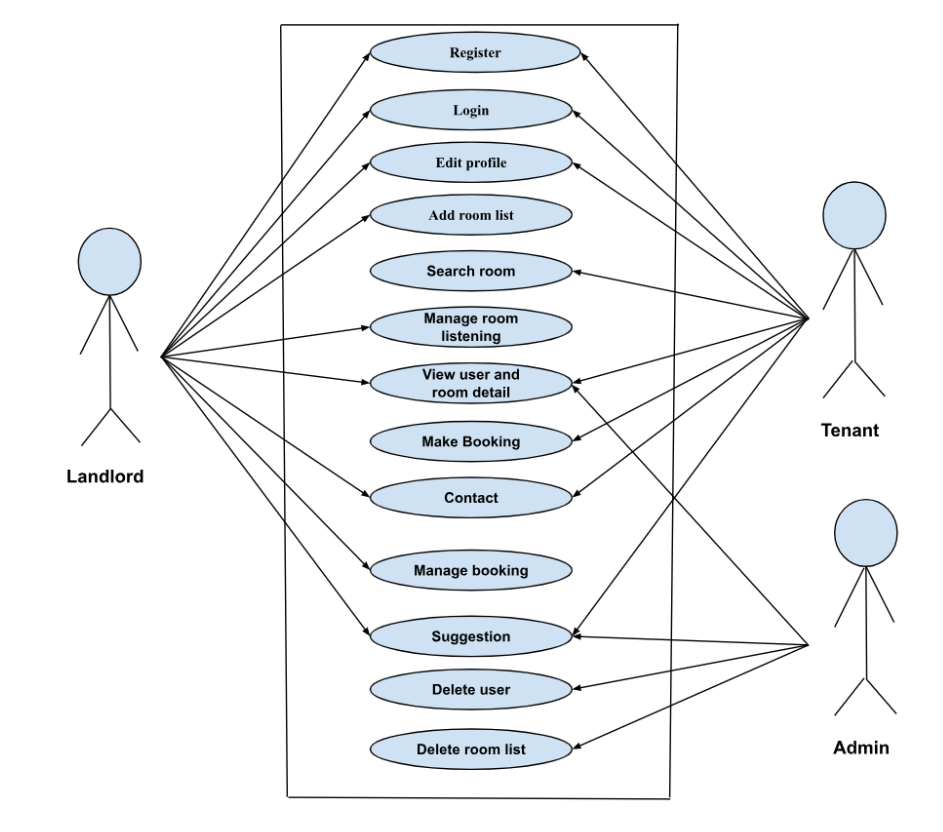 Register
Login
Edit profile
Add room list
Search room
Manage room
listening
View user and
room detail
Make Booking
Contact
Manage booking
Suggestion
Delete user
Delete room list
Landlord
Tenant
Admin